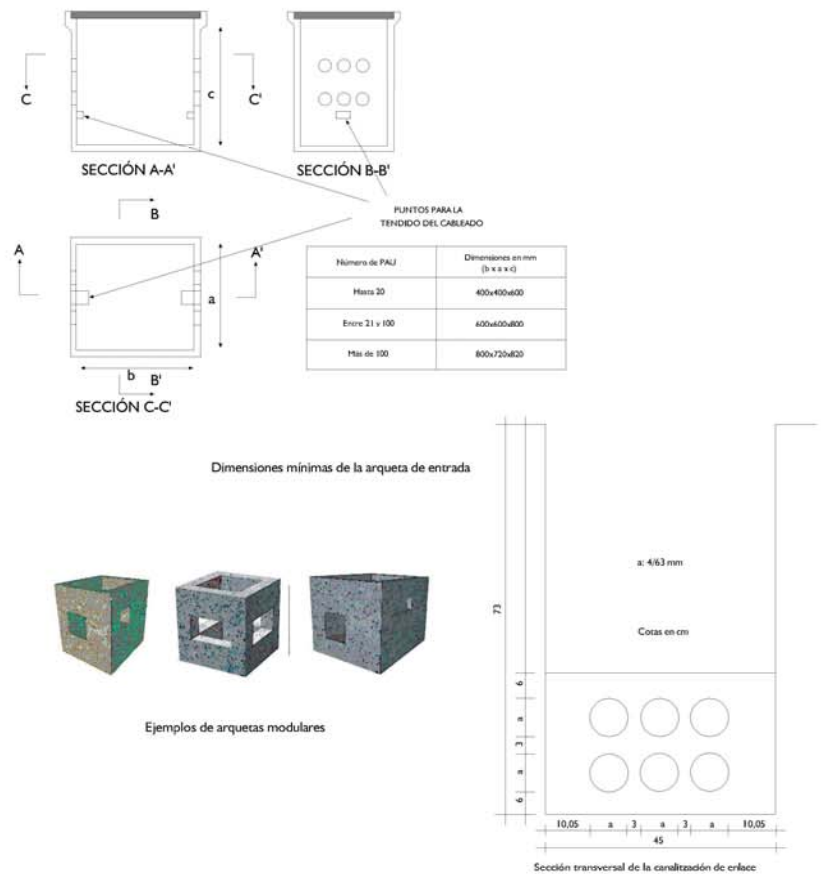 C
C'
c
SECCIÓN A-A'
SECCIÓN B-B'
B
PUNTOS PARA LA
TENDIDO DEL CABLEADO
A
A'
a
b
B'
SECCIÓN C-C'
Número de PAU
Dimensiones en mm
(b x a x c)
Hasta 20
400x400x600
Entre 21 y 100
600x600x800
Más de 100
800x720x820
Dimensiones mínimas de la arqueta de entrada
Ejemplos de arquetas modulares
a: 4/63 mm
Cotas en cm
73
6
a
3
a
6
10,05 a 3 a 3 a 10,05
45
Sección transversal de la canalitzación de enlace